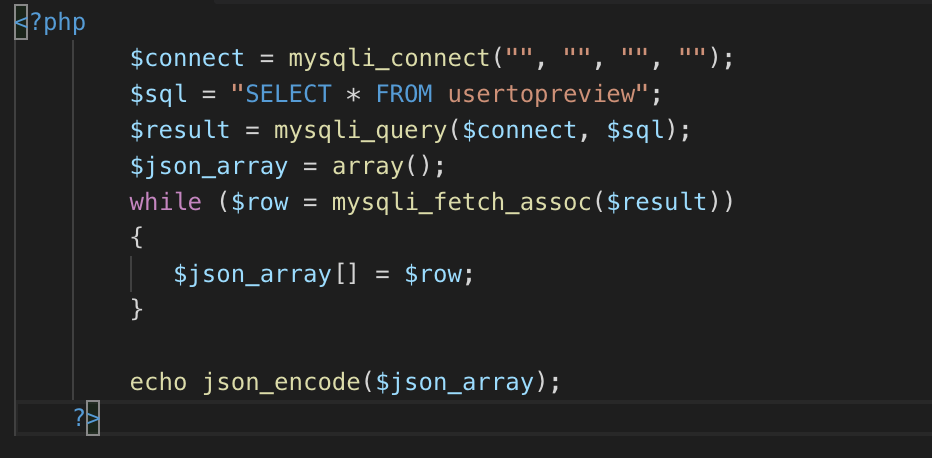 <?php
$connect = mysqli_connect("", "", "", "");
$sql = "SELECT * FROM usertopreview";
$result = mysqli_query($connect, $sql);
$json_array = array();
while ($row = mysqli_fetch_assoc($result))
{
$json_array[] = $row;
}
echo json_encode($json_array);
?>